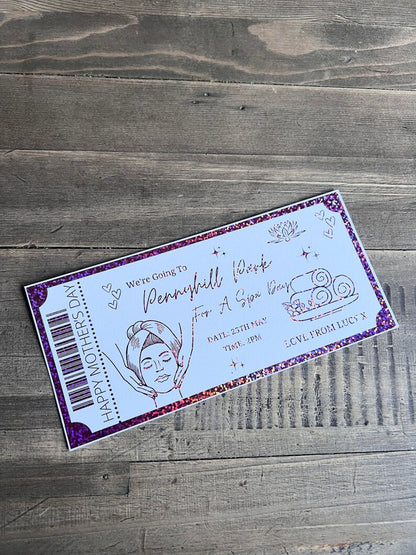 HAPPY MOTHERS DAY
We're Going To
Pennyhill Park
For A Spa Day
DATE: 25TH MAY
TIME: 2PM
LOVE FROM LUCY X